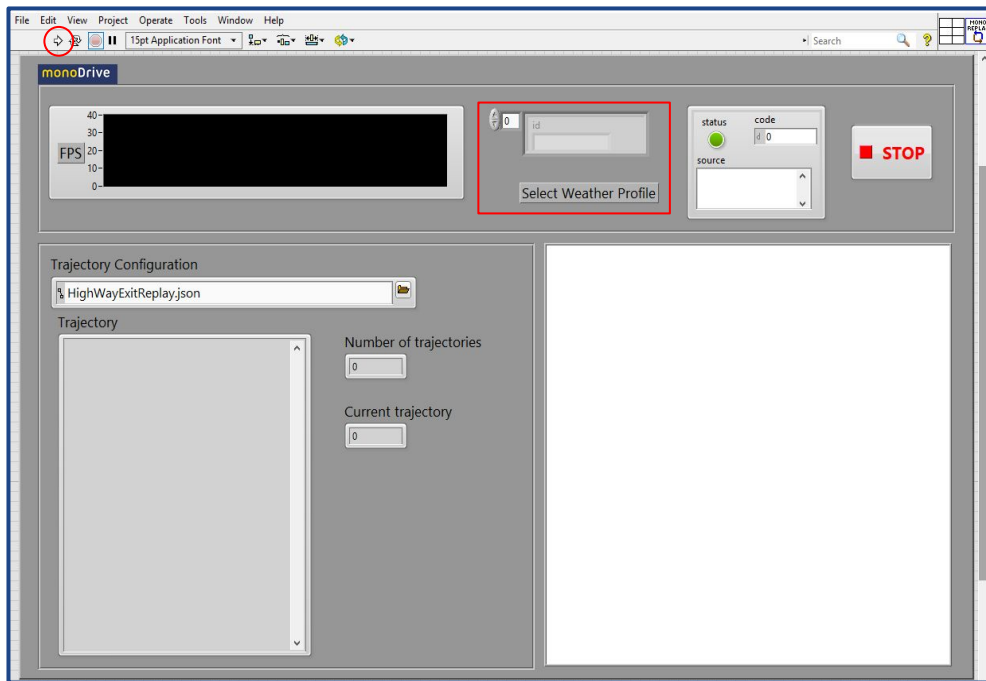 File Edit View Project Operate Tools Window Help
15pt Application Font
Search
?
MONO
REPLA
monoDrive
FPS
40
30
20
10
0
0
id
Select Weather Profile
status
code
d 0
source
STOP
Trajectory Configuration
HighWayExitReplay.json
Trajectory
Number of trajectories
0
Current trajectory
0